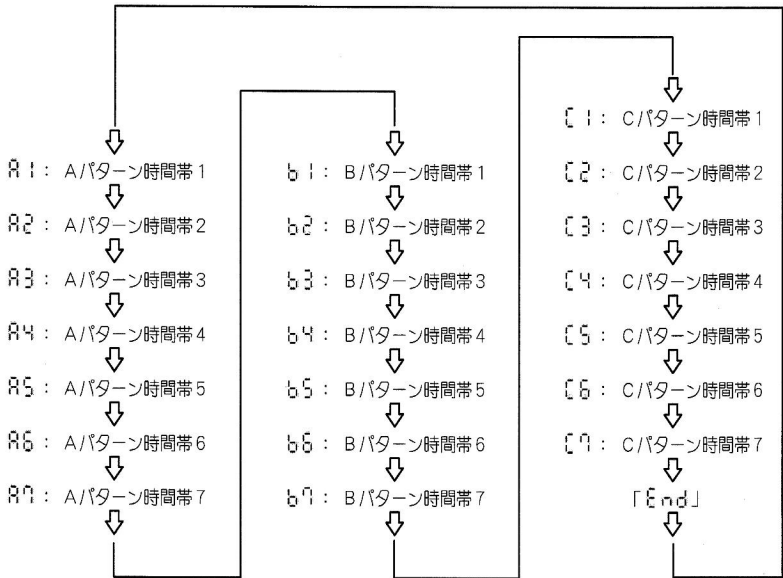 A1： Aパターン時間帯1
A2： Aパターン時間帯2
A3： Aパターン時間帯3
A4： Aパターン時間帯4
A5： Aパターン時間帯5
A6： Aパターン時間帯6
A7： Aパターン時間帯7
b1： Bパターン時間帯1
b2： Bパターン時間帯2
b3： Bパターン時間帯3
b4： Bパターン時間帯4
b5： Bパターン時間帯5
b6： Bパターン時間帯6
b7： Bパターン時間帯7
C1： Cパターン時間帯1
C2： Cパターン時間帯2
C3： Cパターン時間帯3
C4： Cパターン時間帯4
C5： Cパターン時間帯5
C6： Cパターン時間帯6
C7： Cパターン時間帯7
「End」